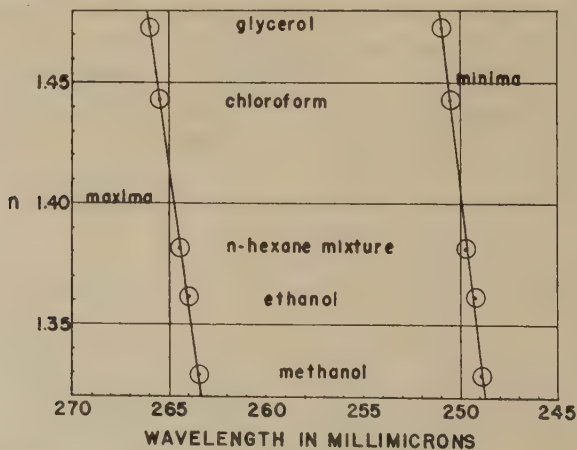 glycerol
1.45
minima
chloroform
n 1.40
maxima
n-hexane mixture
ethanol
1.35
methanol
270 265 260 255 250 245
WAVELENGTH IN MILLIMICRONS